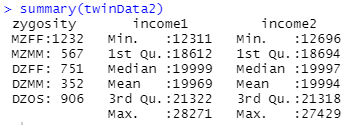 > summary(twinData2)
zygosity income1 income2
MZFF:1232 Min. :12311 Min. :12696
MZMM: 567 1st Qu.:18612 1st Qu.:18694
DZFF: 751 Median :19999 Median :19997
DZMM: 352 Mean :19969 Mean :19994
DZOS: 906 3rd Qu.:21322 3rd Qu.:21318
Max. :28271 Max. :27429